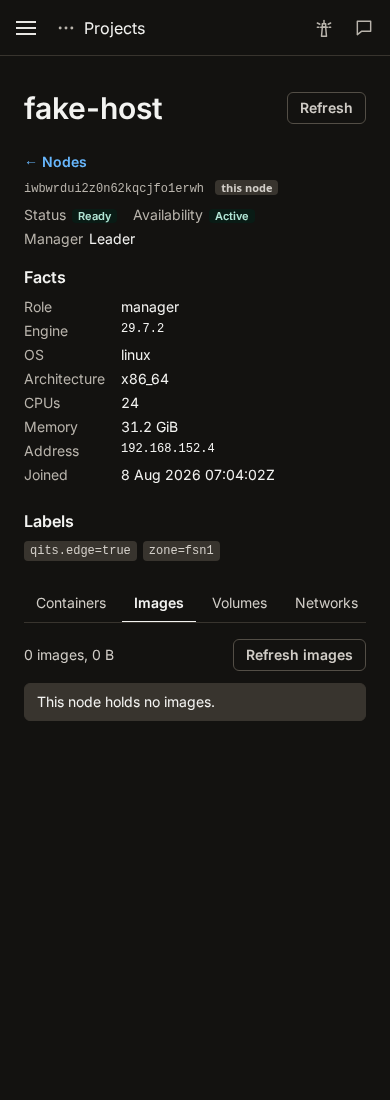 Projects
fake-host
Refresh
← Nodes
iwbwrdui2z0n62kqcjfo1erwh this node
Status Ready Availability Active
Manager Leader
Facts
Role manager
Engine 29.7.2
OS linux
Architecture x86_64
CPUs 24
Memory 31.2 GiB
Address 192.168.152.4
Joined 8 Aug 2026 07:04:02Z
Labels
qits.edge=true zone=fsn1
Containers Images Volumes Networks
0 images, 0 B Refresh images
This node holds no images.